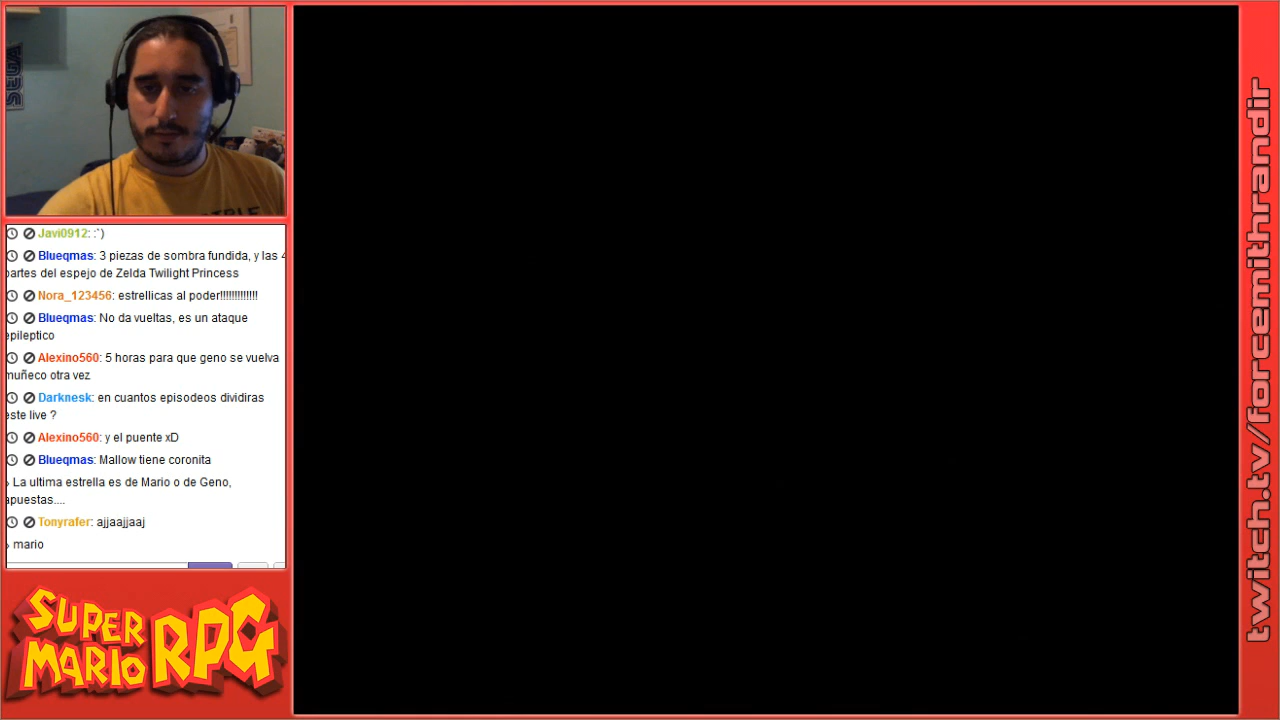 SEGA
Javi0912: :')
Blueqmas: 3 piezas de sombra fundida, y las 4
partes del espejo de Zelda Twilight Princess
Nora_123456: estrellicas al poder!!!!!!!!!!!!!
Blueqmas: No da vueltas, es un ataque
epileptico
Alexino560: 5 horas para que geno se vuelva
muñeco otra vez
Darknesk: en cuantos episodeos dividiras
este live ?
Alexino560: y el puente xD
Blueqmas: Mallow tiene coronita
La ultima estrella es de Mario o de Geno,
apuestas....
Tonyrafer: ajjaajjaaj
mario
SUPER
MARIO RPG
twitch.tv/forcemithrandir